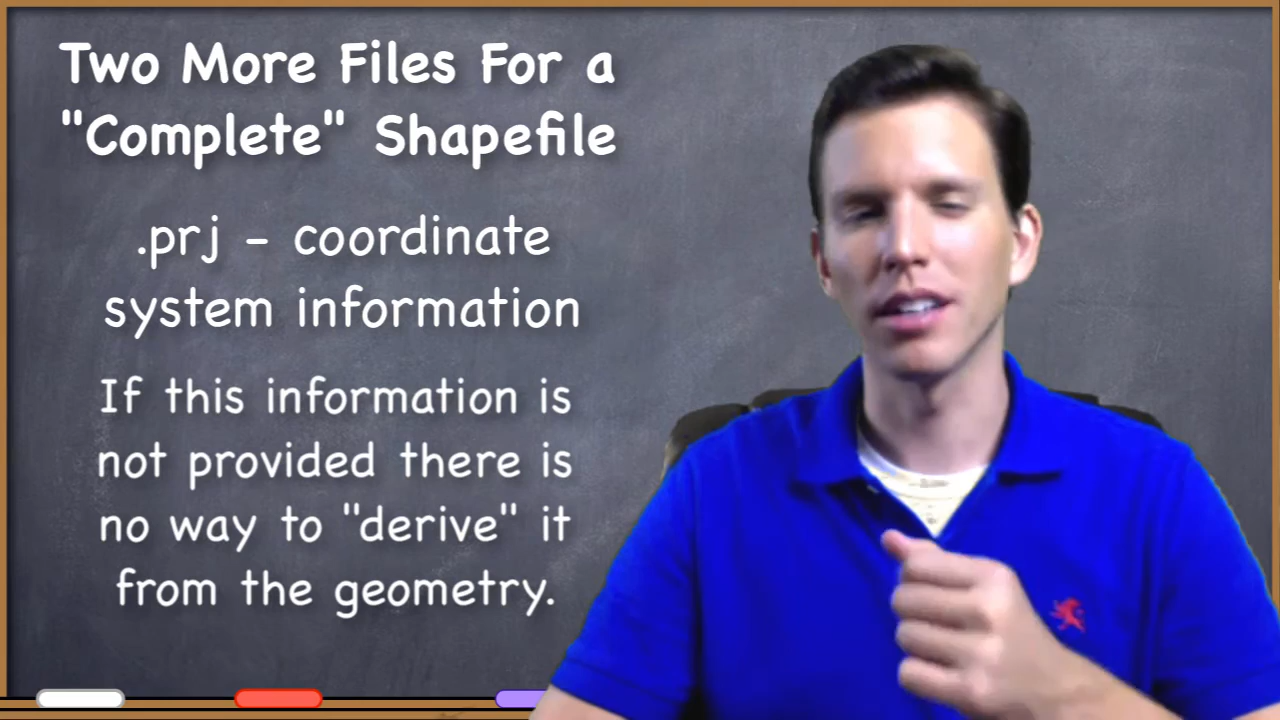 Two More Files For a
"Complete" Shapefile
.prj - coordinate
system information
If this information is
not provided there is
no way to "derive" it
from the geometry.